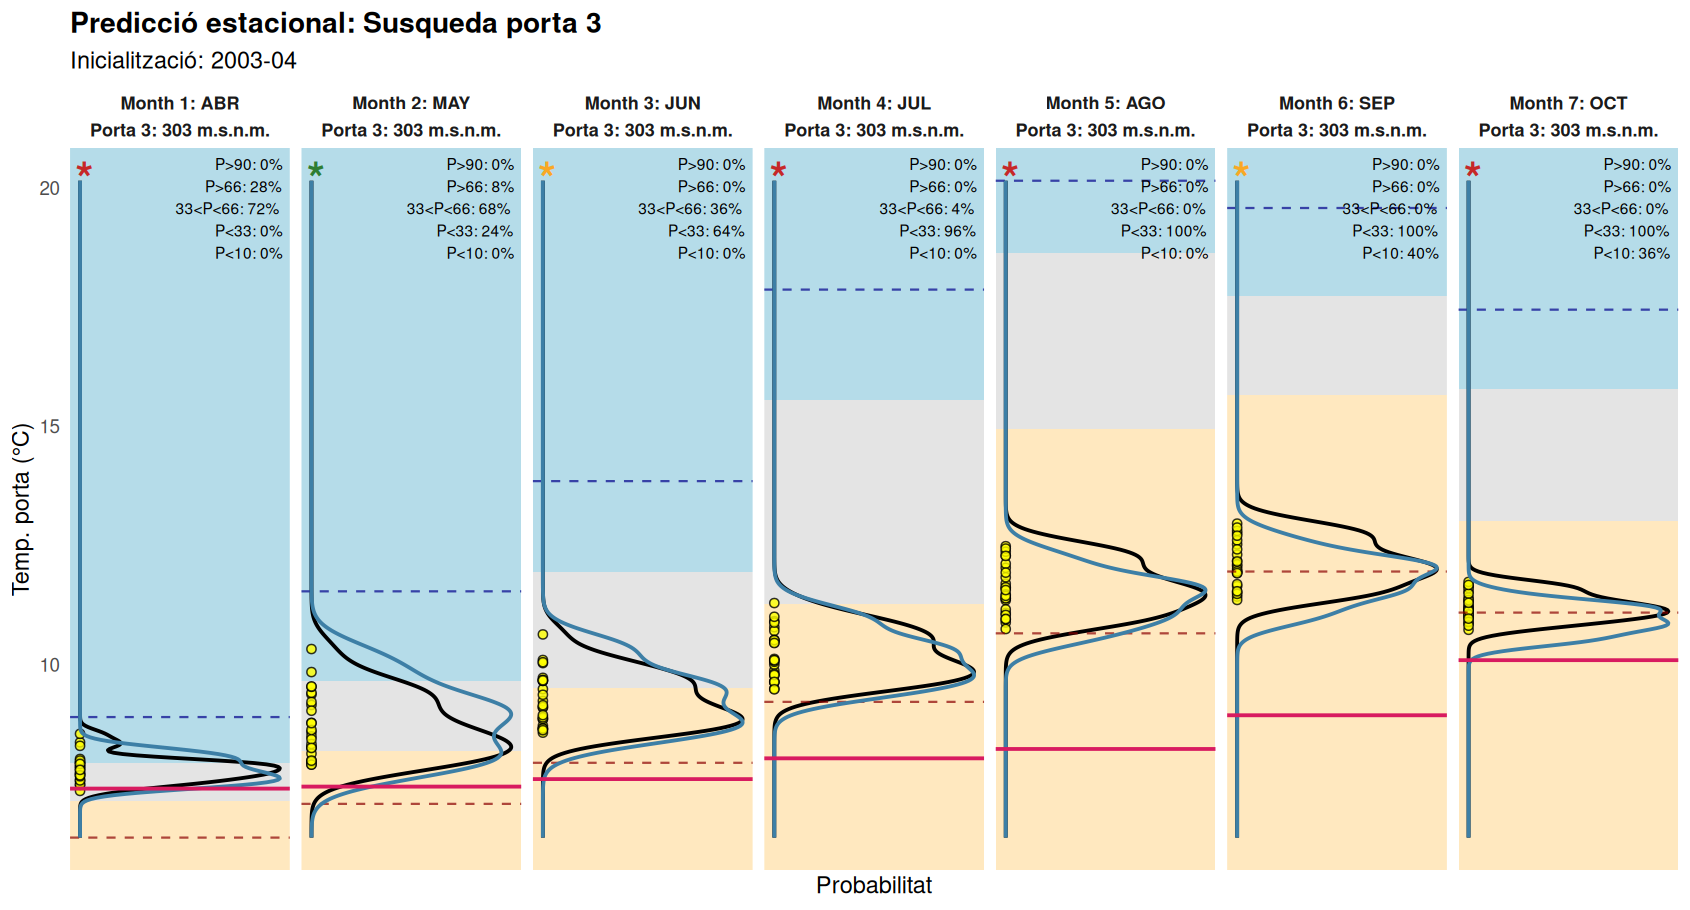 Predicció estacional: Susqueda porta 3
Inicialització: 2003-04
Month 1: ABR
Porta 3: 303 m.s.n.m.
*
P>90: 0%
P>66: 28%
33<P<66: 72%
P<33: 0%
P<10: 0%
Month 2: MAY
Porta 3: 303 m.s.n.m.
*
P>90: 0%
P>66: 8%
33<P<66: 68%
P<33: 24%
P<10: 0%
Month 3: JUN
Porta 3: 303 m.s.n.m.
*
P>90: 0%
P>66: 0%
33<P<66: 36%
P<33: 64%
P<10: 0%
Month 4: JUL
Porta 3: 303 m.s.n.m.
*
P>90: 0%
P>66: 0%
33<P<66: 4%
P<33: 96%
P<10: 0%
Month 5: AGO
Porta 3: 303 m.s.n.m.
*
P>90: 0%
P>66: 0%
33<P<66: 0%
P<33: 100%
P<10: 0%
Month 6: SEP
Porta 3: 303 m.s.n.m.
*
P>90: 0%
P>66: 0%
33<P<66: 0%
P<33: 100%
P<10: 40%
Month 7: OCT
Porta 3: 303 m.s.n.m.
*
P>90: 0%
P>66: 0%
33<P<66: 0%
P<33: 100%
P<10: 36%
Temp. porta (°C)
20
15
10
Probabilitat